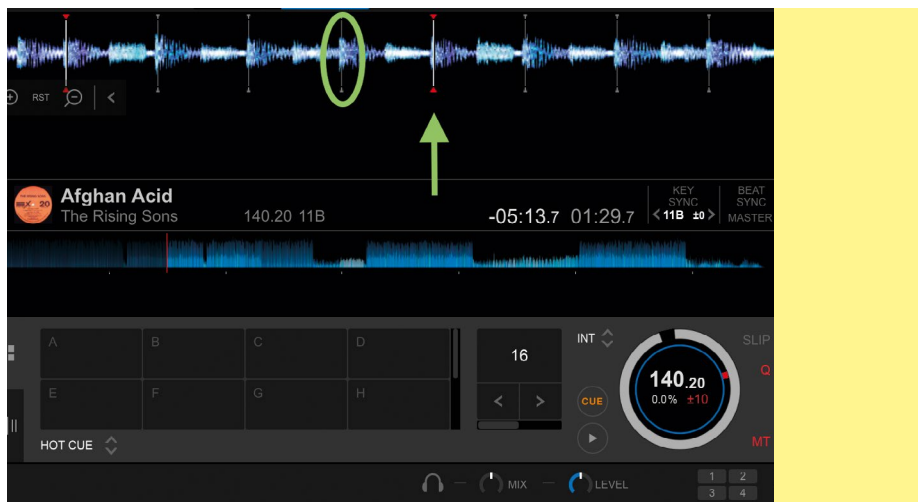 RST <
Afghan Acid
The Rising Sons 140.20 11B
-05:13.7 01:29.7
KEY SYNC
< 11B ±0 >
BEAT SYNC
MASTER
A B C D
E F G H
HOT CUE
16
< >
INT
CUE
140.20
0.0% ±10
SLIP
Q
MT
MIX LEVEL
1 2
3 4